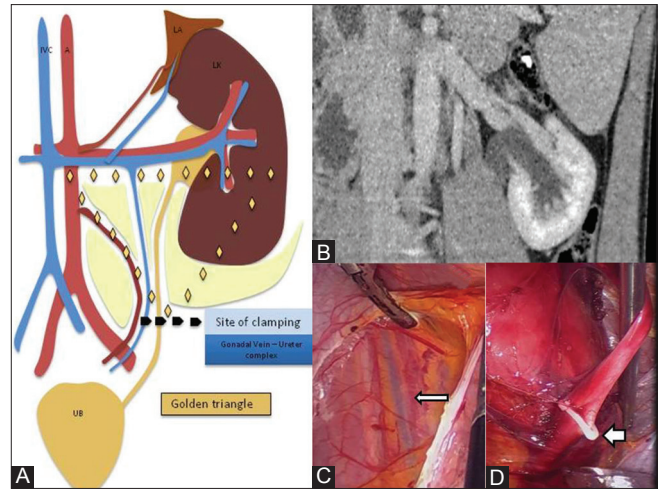 IVC A LA LK
Site of clamping
Gonadal Vein – Ureter
complex
Golden triangle
UB
A
B
C
D